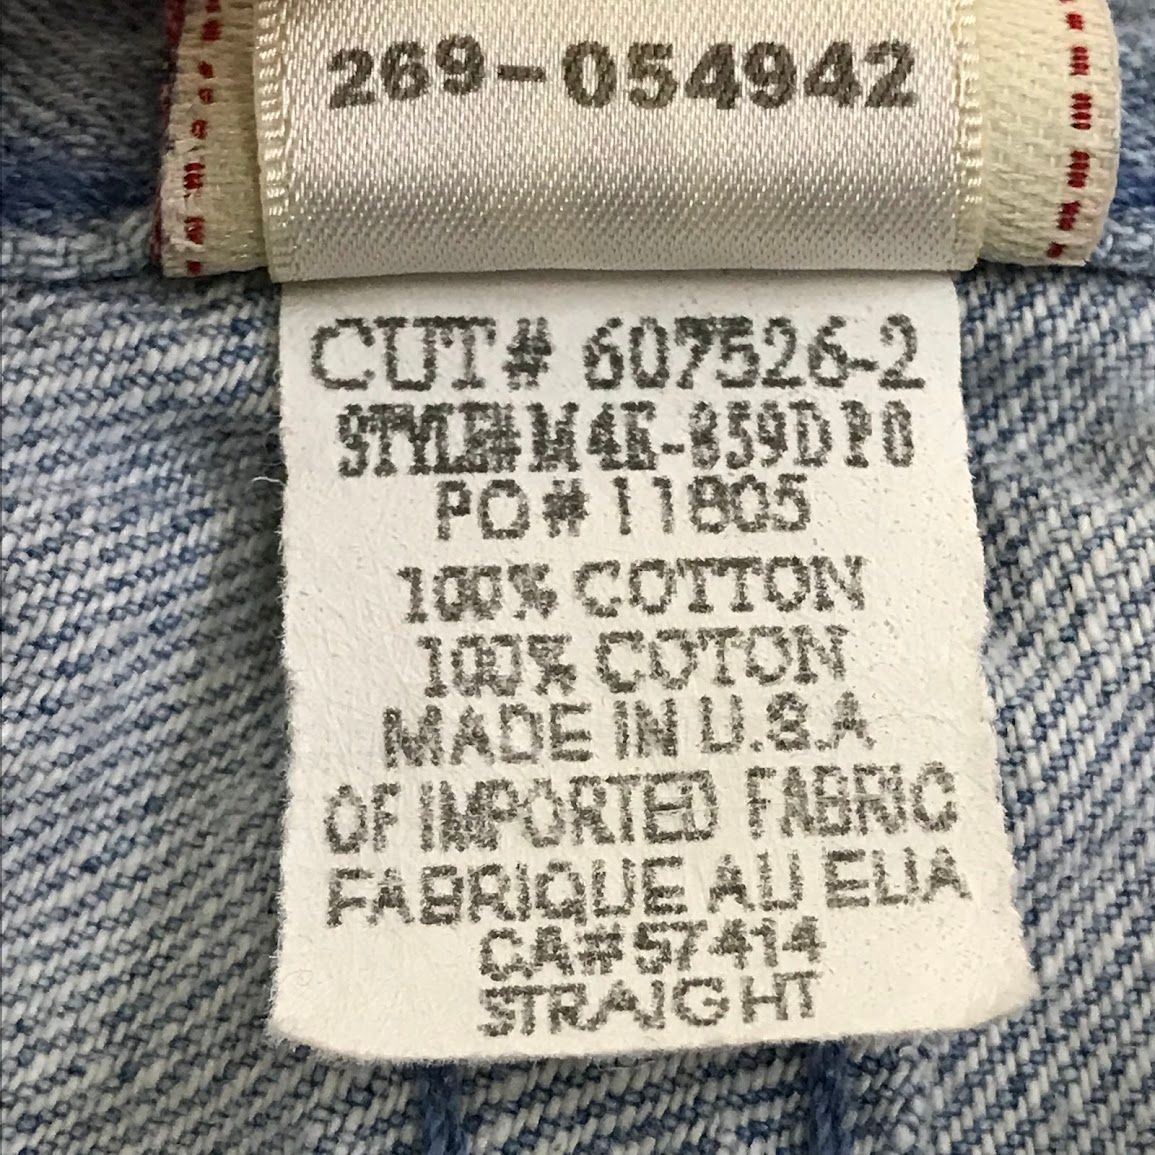 269-054942
CUT# 607526-2
STYLE# M4E-859D P0
PO# 11805
100% COTTON
100% COTON
MADE IN U.S.A
OF IMPORTED FABRIC
FABRIQUE AU EUA
CA# 57414
STRAIGHT